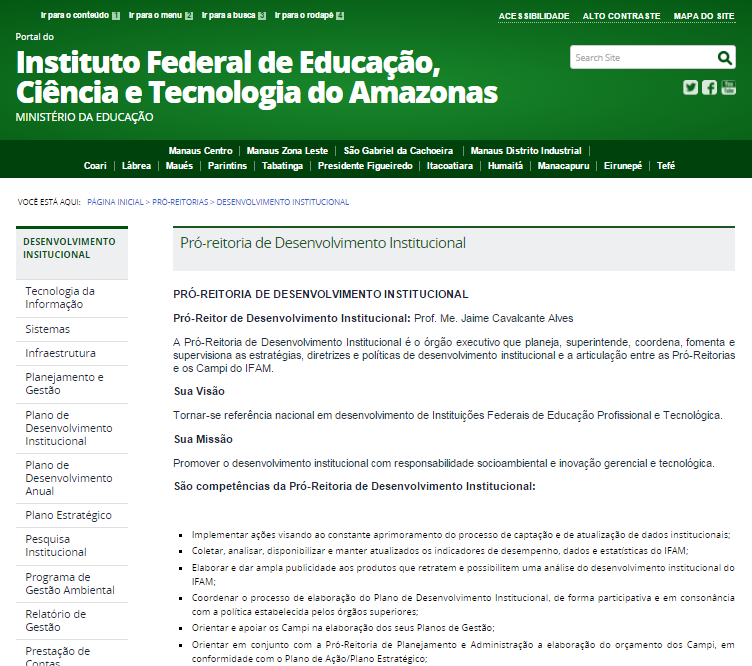 Ir para o conteúdo 1 Ir para o menu 2 Ir para a busca 3 Ir para o rodapé 4
ACESSIBILIDADE ALTO CONTRASTE MAPA DO SITE
Portal do
Instituto Federal de Educação,
Ciência e Tecnologia do Amazonas
MINISTÉRIO DA EDUCAÇÃO
Search Site
You Tube
Manaus Centro Manaus Zona Leste São Gabriel da Cachoeira Manaus Distrito Industrial
Coari Lábrea Maués Parintins Tabatinga Presidente Figueiredo Itacoatiara Humaitá Manacapuru Eirunepé Tefé
VOCÊ ESTÁ AQUI: PÁGINA INICIAL > PRÓ-REITORIAS > DESENVOLVIMENTO INSTITUCIONAL
DESENVOLVIMENTO
INSITUCIONAL
Tecnologia da
Informação
Sistemas
Infraestrutura
Planejamento e
Gestão
Plano de
Desenvolvimento
Institucional
Plano de
Desenvolvimento
Anual
Plano Estratégico
Pesquisa
Institucional
Programa de
Gestão Ambiental
Relatório de
Gestão
Prestação de
Contas
Pró-reitoria de Desenvolvimento Institucional
PRÓ-REITORIA DE DESENVOLVIMENTO INSTITUCIONAL
Pró-Reitor de Desenvolvimento Institucional: Prof. Me. Jaime Cavalcante Alves
A Pró-Reitoria de Desenvolvimento Institucional é o órgão executivo que planeja, superintende, coordena, fomenta e
supervisiona as estratégias, diretrizes e políticas de desenvolvimento institucional e a articulação entre as Pró-Reitorias
e os Campi do IFAM.
Sua Visão
Tornar-se referência nacional em desenvolvimento de Instituições Federais de Educação Profissional e Tecnológica.
Sua Missão
Promover o desenvolvimento institucional com responsabilidade socioambiental e inovação gerencial e tecnológica.
São competências da Pró-Reitoria de Desenvolvimento Institucional:
Implementar ações visando ao constante aprimoramento do processo de captação e de atualização de dados institucionais;
Coletar, analisar, disponibilizar e manter atualizados os indicadores de desempenho, dados e estatísticas do IFAM;
Elaborar e dar ampla publicidade aos produtos que retratem e possibilitem uma análise do desenvolvimento institucional do
IFAM;
Coordenar o processo de elaboração do Plano de Desenvolvimento Institucional, de forma participativa e em consonância
com a política estabelecida pelos órgãos superiores;
Orientar e apoiar os Campi na elaboração dos seus Planos de Gestão;
Orientar em conjunto com a Pró-Reitoria de Planejamento e Administração a elaboração do orçamento dos Campi, em
conformidade com o Plano de Ação/Plano Estratégico;